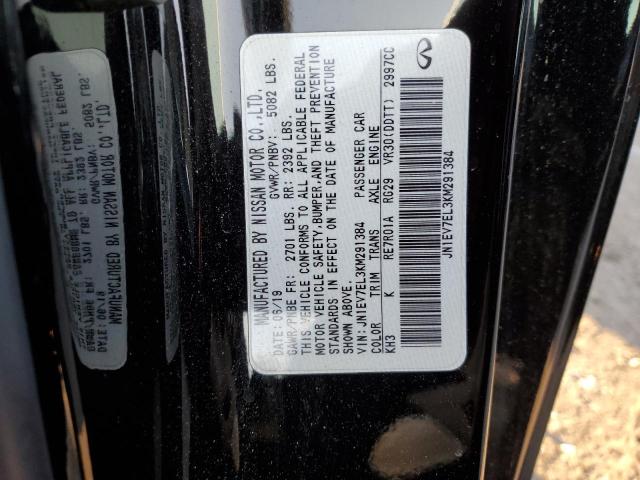 MANUFACTURED BY NISSAN MOTOR CO.,LTD.
DATE: 06/19 GVWR/PNBV: 5082 LBS.
GAWR/PNBE FR: 2701 LBS. RR: 2392 LBS.
THIS VEHICLE CONFORMS TO ALL APPLICABLE FEDERAL
MOTOR VEHICLE SAFETY,BUMPER,AND THEFT PREVENTION
STANDARDS IN EFFECT ON THE DATE OF MANUFACTURE
SHOWN ABOVE.
VIN: JN1EV7EL3KM291384 PASSENGER CAR
COLOR TRIM TRANS AXLE ENGINE
KH3 K RE7R01A RG29 VR30(DDTT) 2997CC
JN1EV7EL3KM291384